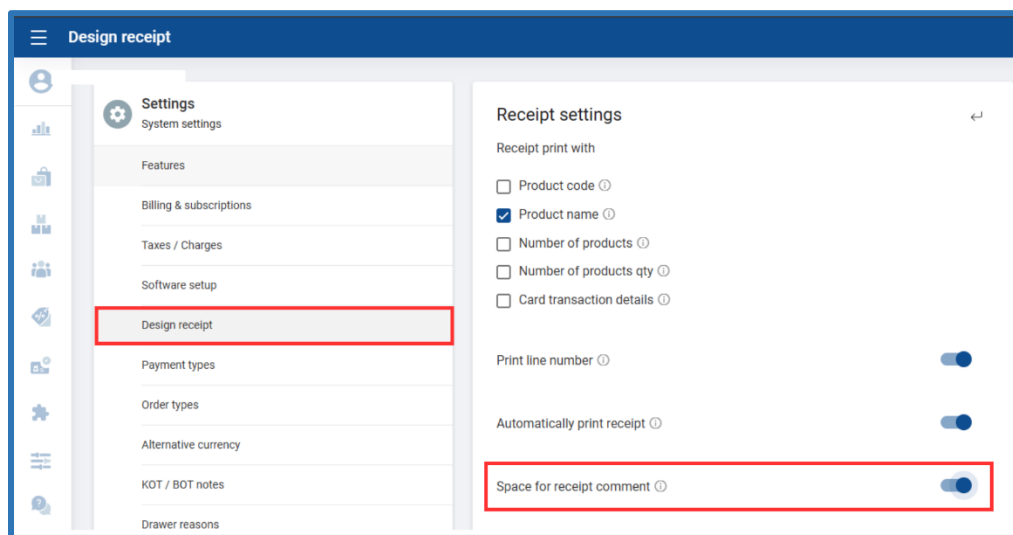 Design receipt
Settings
System settings
Features
Billing & subscriptions
Taxes / Charges
Software setup
Design receipt
Payment types
Order types
Alternative currency
KOT / BOT notes
Drawer reasons
Receipt settings
Receipt print with
Product code
Product name
Number of products
Number of products qty
Card transaction details
Print line number
Automatically print receipt
Space for receipt comment